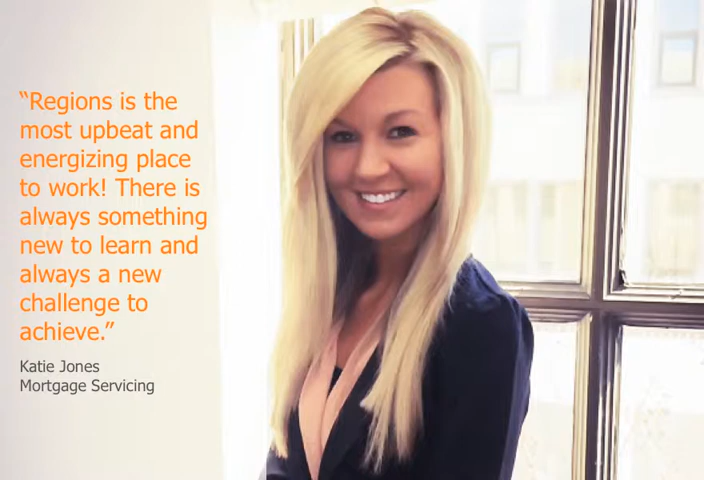 “Regions is the
most upbeat and
energizing place
to work! There is
always something
new to learn and
always a new
challenge to
achieve.”
Katie Jones
Mortgage Servicing